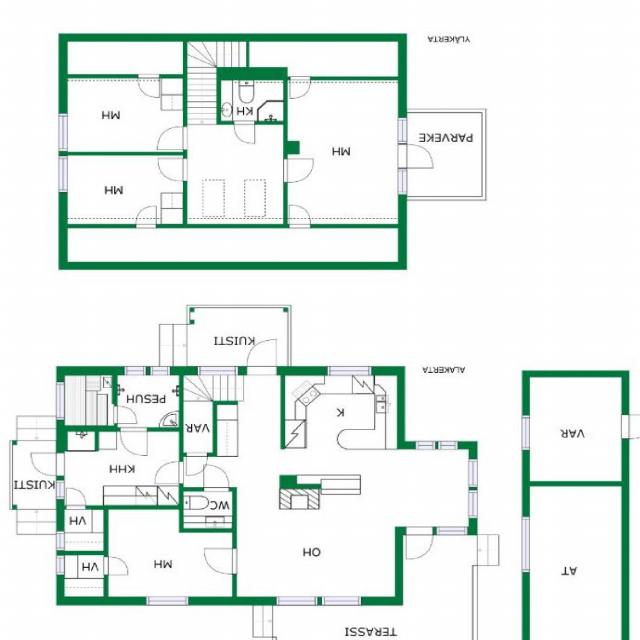 YLÄKERTA
KH
MH
MH
PARVEKE
MH
KUISTI
ALAKERTA
PESUH
K
VAR
VAR
KHH
KUISTI
WC
VH
OH
MH
VH
AT
TERASSI